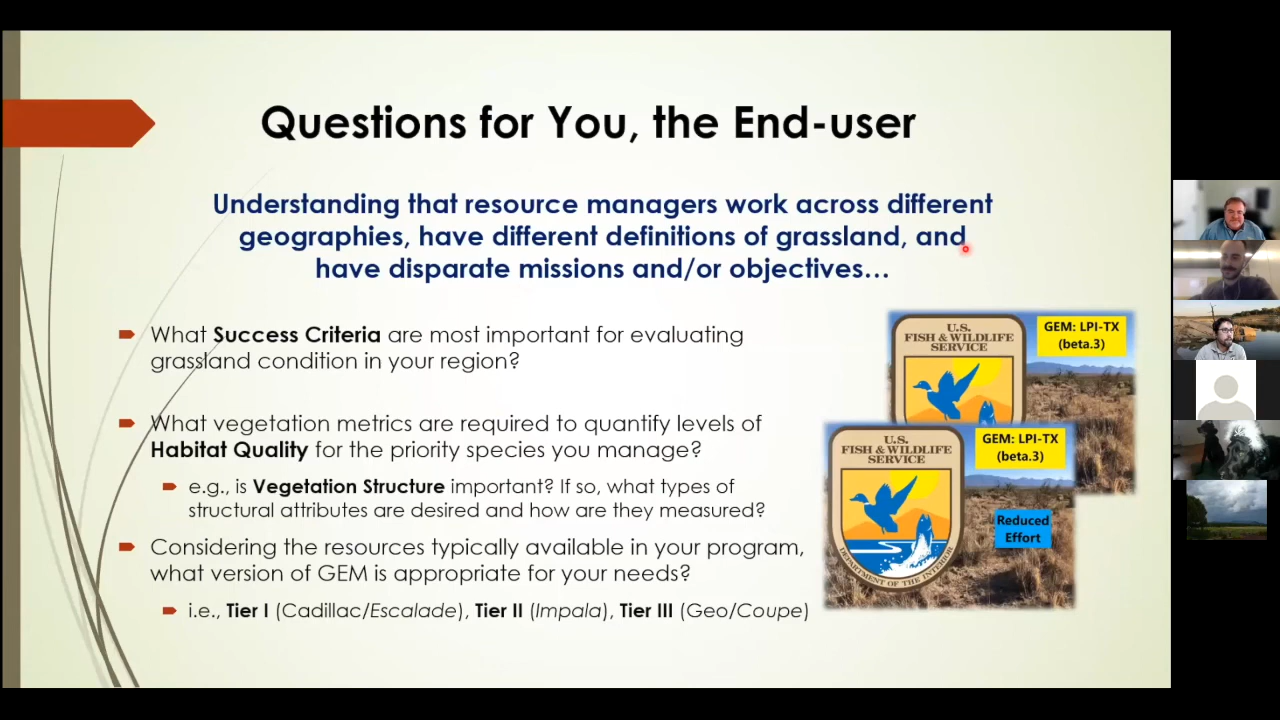 Questions for You, the End-user
Understanding that resource managers work across different
geographies, have different definitions of grassland, and
have disparate missions and/or objectives…
What Success Criteria are most important for evaluating
grassland condition in your region?
What vegetation metrics are required to quantify levels of
Habitat Quality for the priority species you manage?
e.g., is Vegetation Structure important? If so, what types of
structural attributes are desired and how are they measured?
Considering the resources typically available in your program,
what version of GEM is appropriate for your needs?
i.e., Tier I (Cadillac/Escalade), Tier II (Impala), Tier III (Geo/Coupe)
U.S.
FISH & WILDLIFE
SERVICE
GEM: LPI-TX
(beta.3)
U.S.
FISH & WILDLIFE
SERVICE
DEPARTMENT OF THE INTERIOR
GEM: LPI-TX
(beta.3)
Reduced
Effort